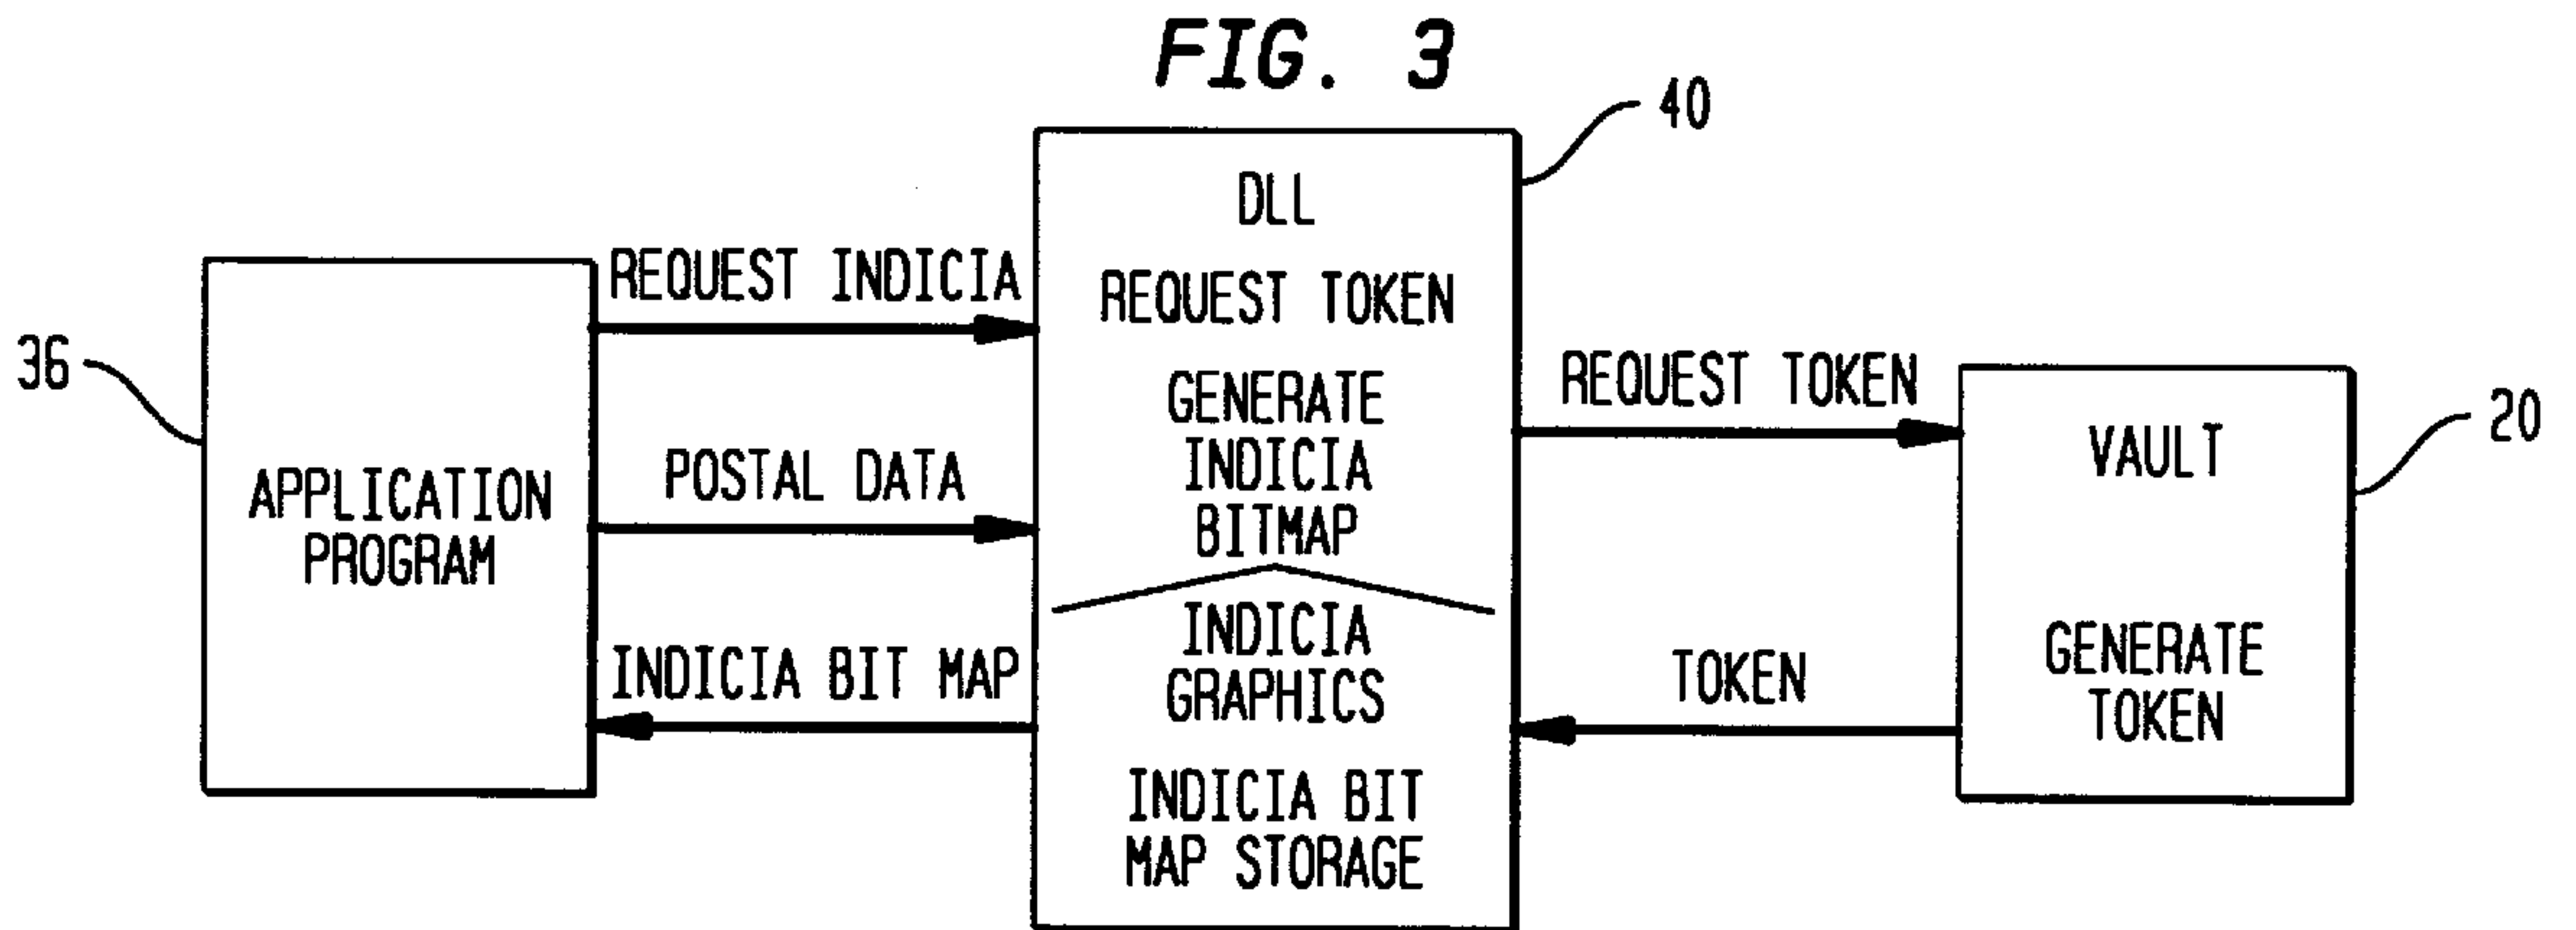 FIG. 3
40
DLL
REQUEST TOKEN
GENERATE
INDICIA
BITMAP
INDICIA
GRAPHICS
INDICIA BIT
MAP STORAGE
REQUEST INDICIA
POSTAL DATA
INDICIA BIT MAP
36
APPLICATION
PROGRAM
REQUEST TOKEN
TOKEN
20
VAULT
GENERATE
TOKEN